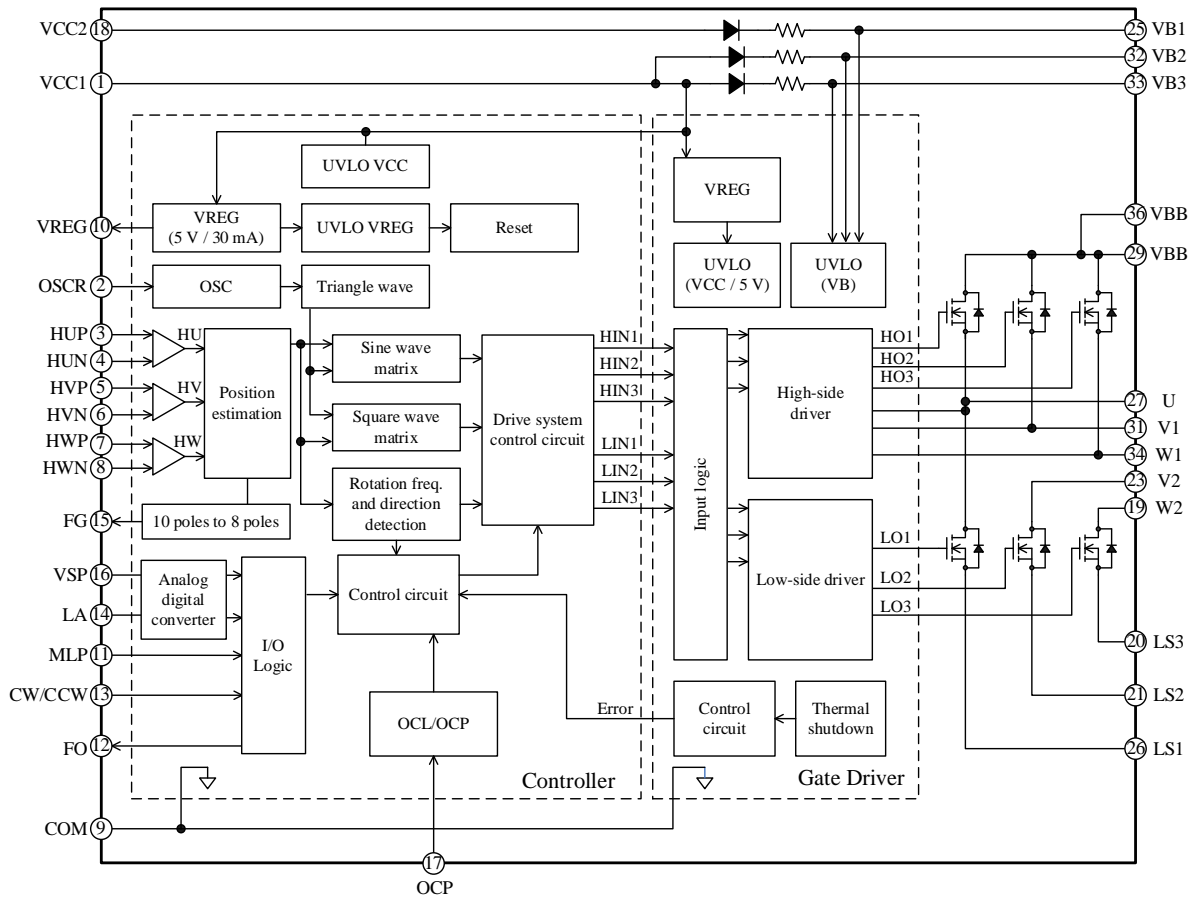 VCC2 18
25 VB1
32 VB2
VCC1 1
33 VB3
UVLO VCC
VREG
VREG 10
VREG
(5 V / 30 mA)
UVLO VREG
Reset
36 VBB
UVLO
(VCC / 5 V)
UVLO
(VB)
29 VBB
OSCR 2
OSC
Triangle wave
HUP 3
HUN 4
HU
HVP 5
HVN 6
HV
HWP 7
HWN 8
HW
Position
estimation
Sine wave
matrix
Square wave
matrix
Rotation freq.
and direction
detection
Drive system
control circuit
HIN1
HIN2
HIN3
LIN1
LIN2
LIN3
Input logic
High-side
driver
HO1
HO2
HO3
27 U
31 V1
34 W1
23 V2
19 W2
FG 15
10 poles to 8 poles
VSP 16
LA 14
Analog
digital
converter
MLP 11
CW/CCW 13
FO 12
I/O
Logic
Control circuit
Low-side driver
LO1
LO2
LO3
20 LS3
21 LS2
26 LS1
OCL/OCP
Error
Control
circuit
Thermal
shutdown
Controller
Gate Driver
COM 9
17
OCP